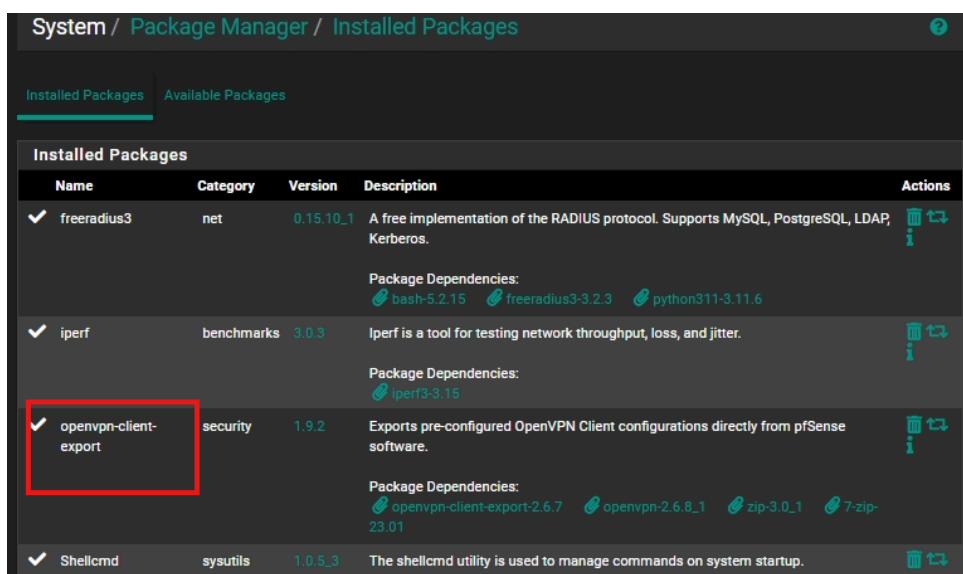 System / Package Manager / Installed Packages
Installed Packages Available Packages
Installed Packages
Name Category Version Description Actions
freeradius3 net 0.15.10_1 A free implementation of the RADIUS protocol. Supports MySQL, PostgreSQL, LDAP,
Kerberos.
Package Dependencies:
bash-5.2.15 freeradius3-3.2.3 python311-3.11.6
iperf benchmarks 3.0.3 Iperf is a tool for testing network throughput, loss, and jitter.
Package Dependencies:
iperf3-3.15
openvpn-client- security 1.9.2 Exports pre-configured OpenVPN Client configurations directly from pfSense
export software.
Package Dependencies:
openvpn-client-export-2.6.7 openvpn-2.6.8_1 zip-3.0_1 7-zip-
23.01
Shellcmd sysutils 1.0.5_3 The shellcmd utility is used to manage commands on system startup.